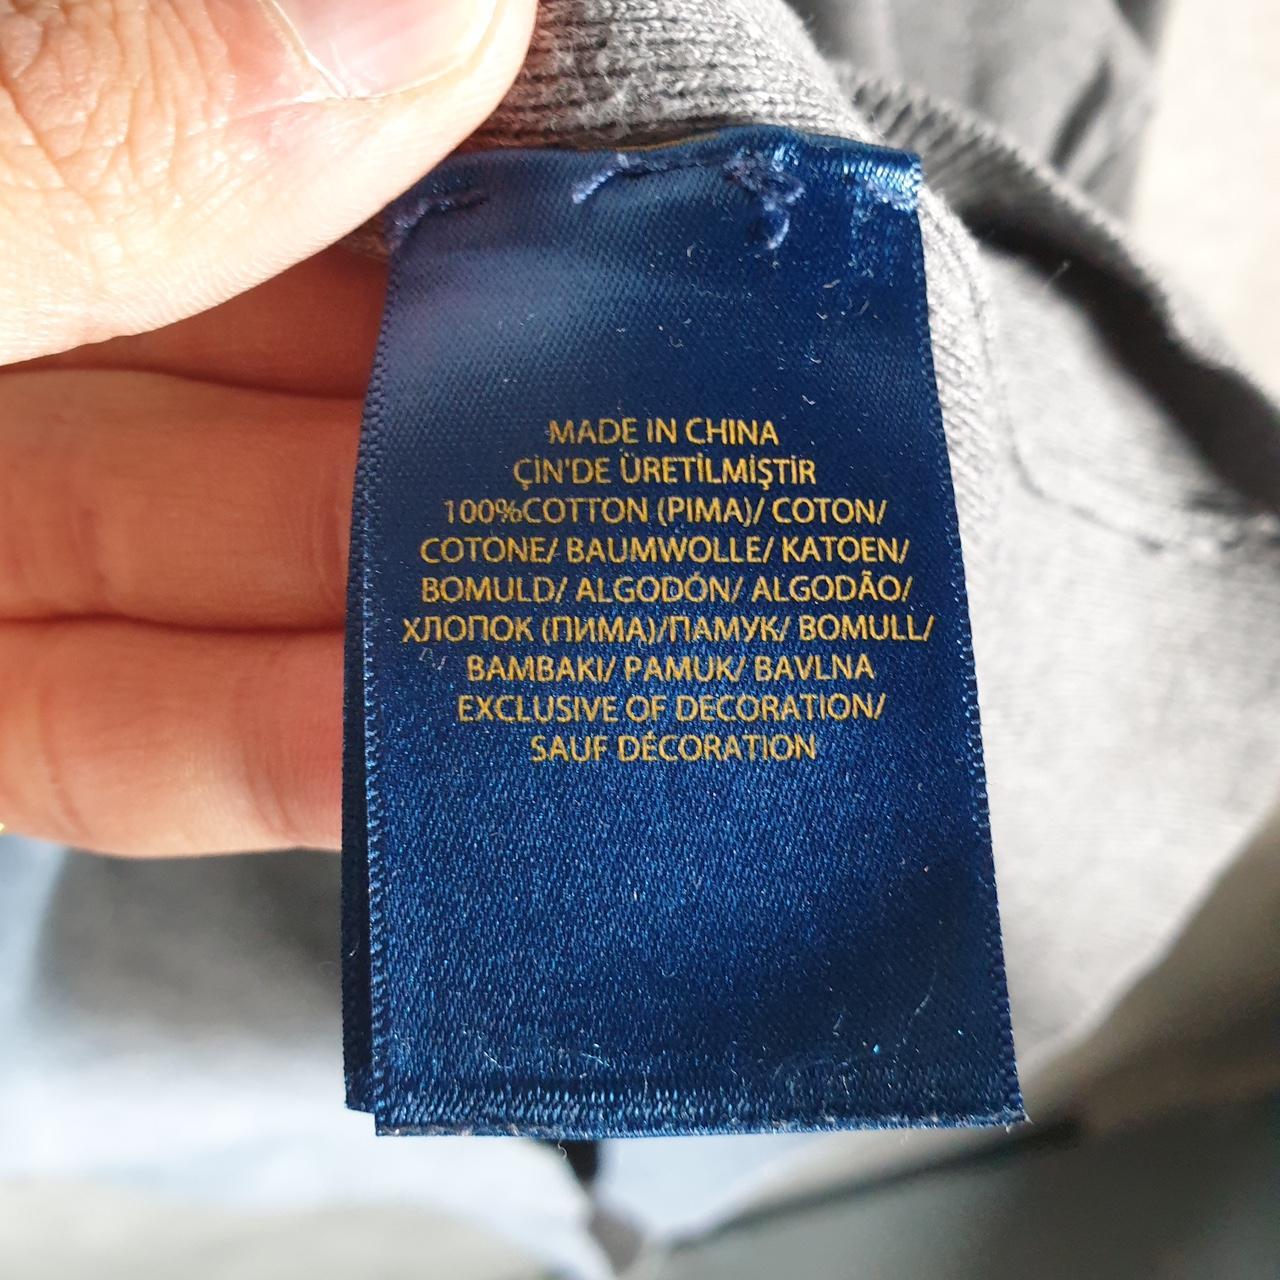 MADE IN CHINA
ÇİN'DE ÜRETİLMİŞTİR
100%COTTON (PIMA)/ COTON/
COTONE/ BAUMWOLLE/ KATOEN/
BOMULD/ ALGODÓN/ ALGODÃO/
ХЛОПОК (ПИМА)/ПАМУК/ BOMULL/
BAMBAKI/ PAMUK/ BAVLNA
EXCLUSIVE OF DECORATION/
SAUF DÉCORATION